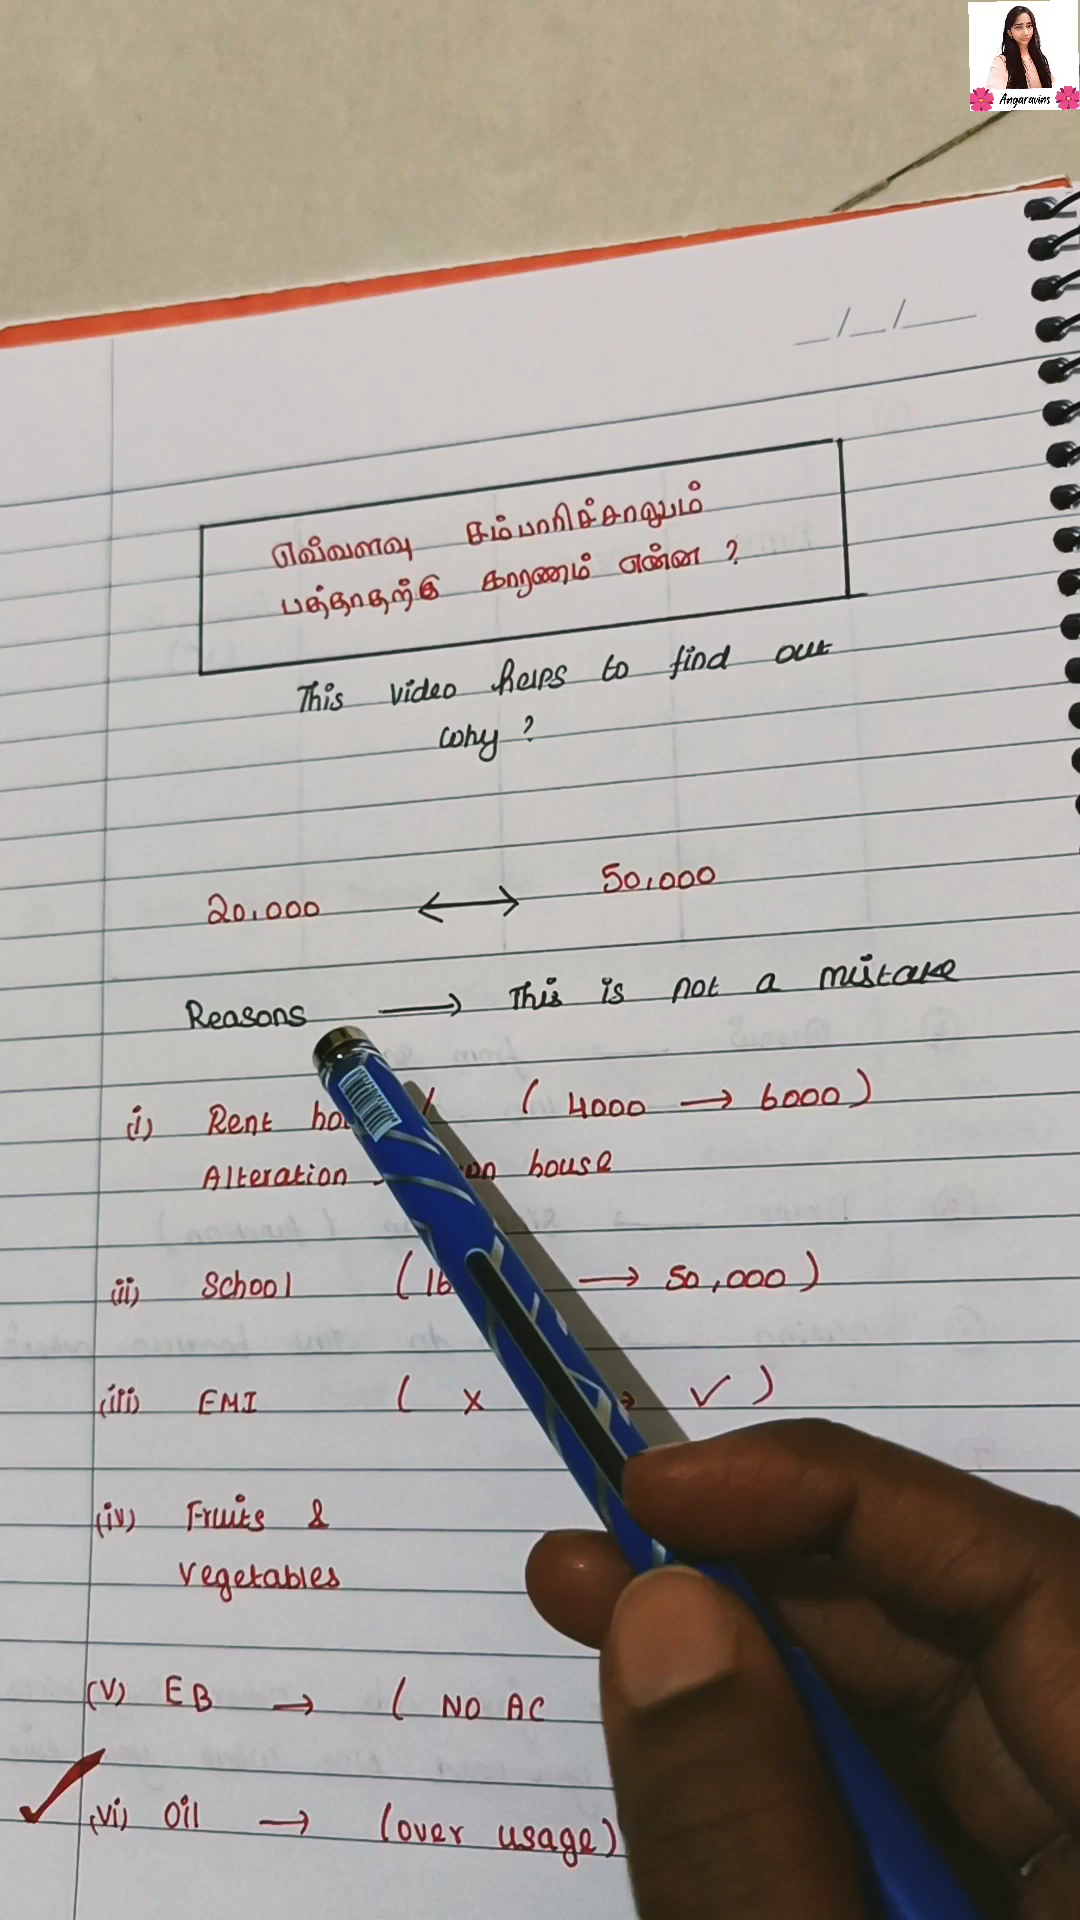 Angaravins
எவ்வளவு சம்பாரிச்சாலும்
பத்தாதற்கு காரணம் என்ன ?
This video helps to find out
why ?
20,000 ⟷ 50,000
Reasons ⟶ This is not a mistake
(i) Rent ( 4000 → 6000 )
Alteration house
(ii) School ( → 50,000 )
(iii) EMI ( x → ✓ )
(iv) Fruits &
vegetables
(v) EB → ( NO AC
(vi) Oil → (over usage)